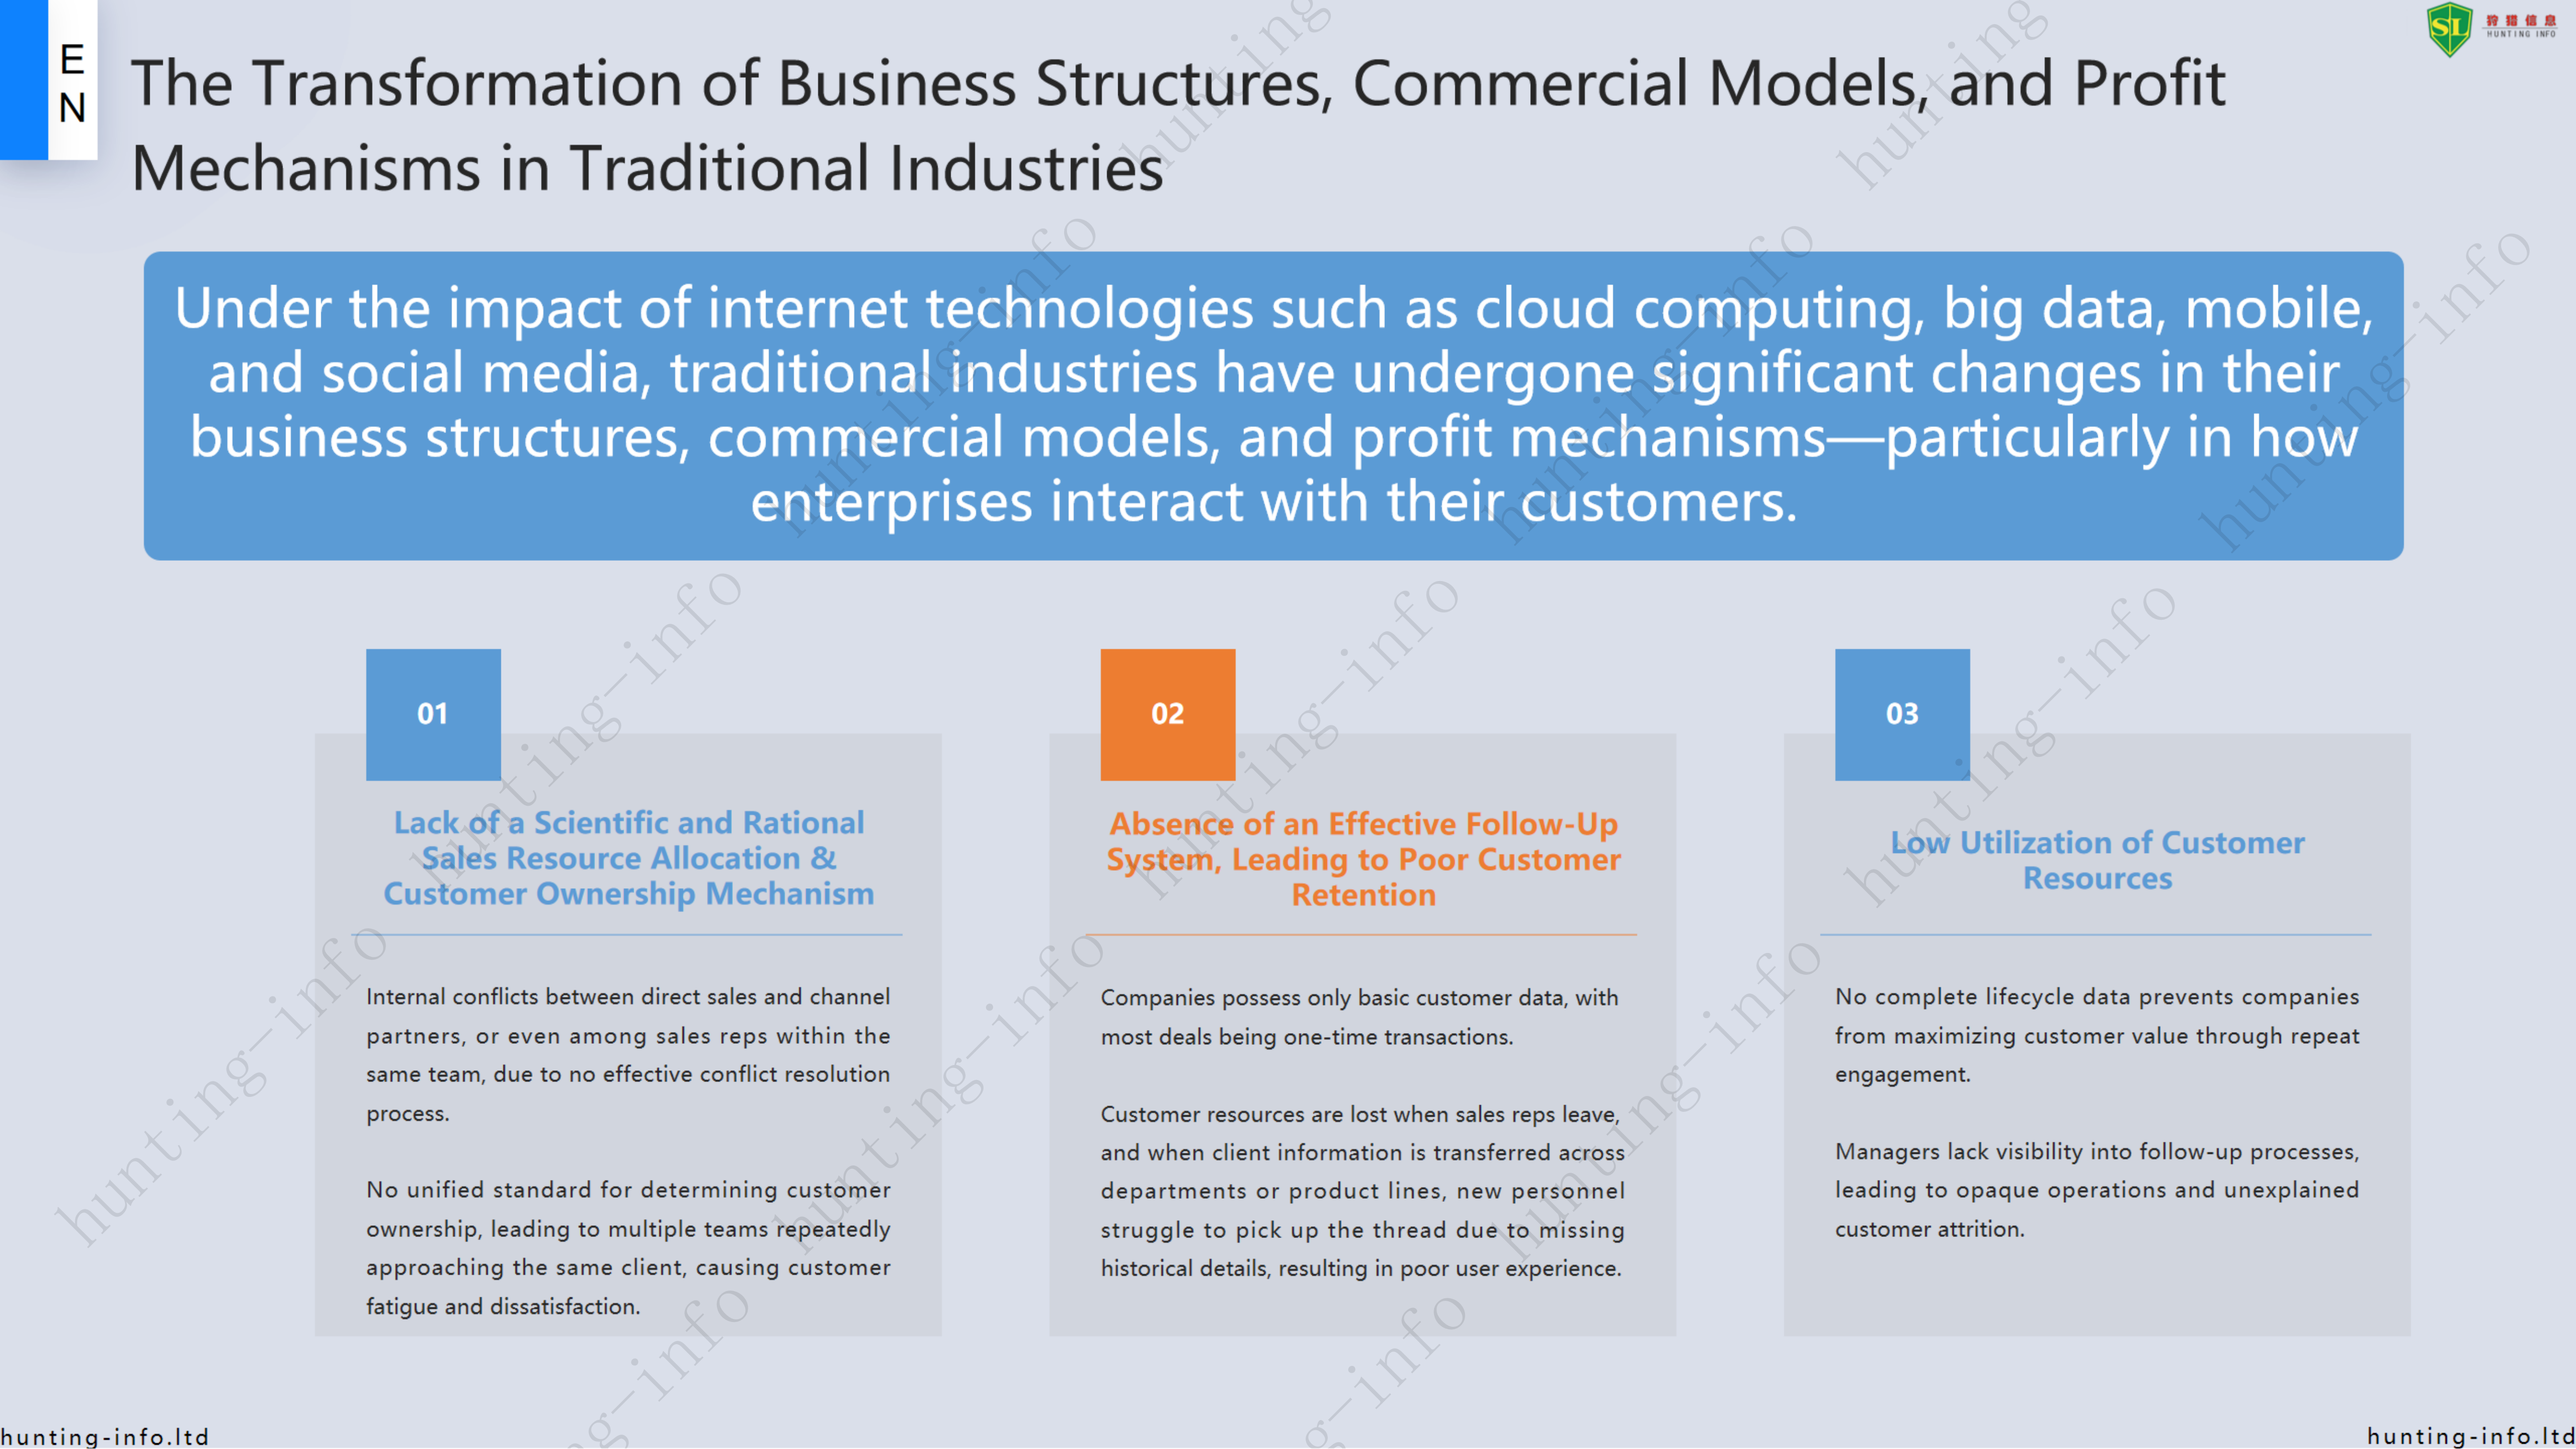 E
N
The Transformation of Business Structures, Commercial Models, and Profit
Mechanisms in Traditional Industries
SL
狩猎信息
HUNTING INFO
Under the impact of internet technologies such as cloud computing, big data, mobile,
and social media, traditional industries have undergone significant changes in their
business structures, commercial models, and profit mechanisms—particularly in how
enterprises interact with their customers.
01
Lack of a Scientific and Rational
Sales Resource Allocation &
Customer Ownership Mechanism
Internal conflicts between direct sales and channel
partners, or even among sales reps within the
same team, due to no effective conflict resolution
process.
No unified standard for determining customer
ownership, leading to multiple teams repeatedly
approaching the same client, causing customer
fatigue and dissatisfaction.
02
Absence of an Effective Follow-Up
System, Leading to Poor Customer
Retention
Companies possess only basic customer data, with
most deals being one-time transactions.
Customer resources are lost when sales reps leave,
and when client information is transferred across
departments or product lines, new personnel
struggle to pick up the thread due to missing
historical details, resulting in poor user experience.
03
Low Utilization of Customer
Resources
No complete lifecycle data prevents companies
from maximizing customer value through repeat
engagement.
Managers lack visibility into follow-up processes,
leading to opaque operations and unexplained
customer attrition.
hunting-info.ltd
hunting-info.ltd
hunting-info